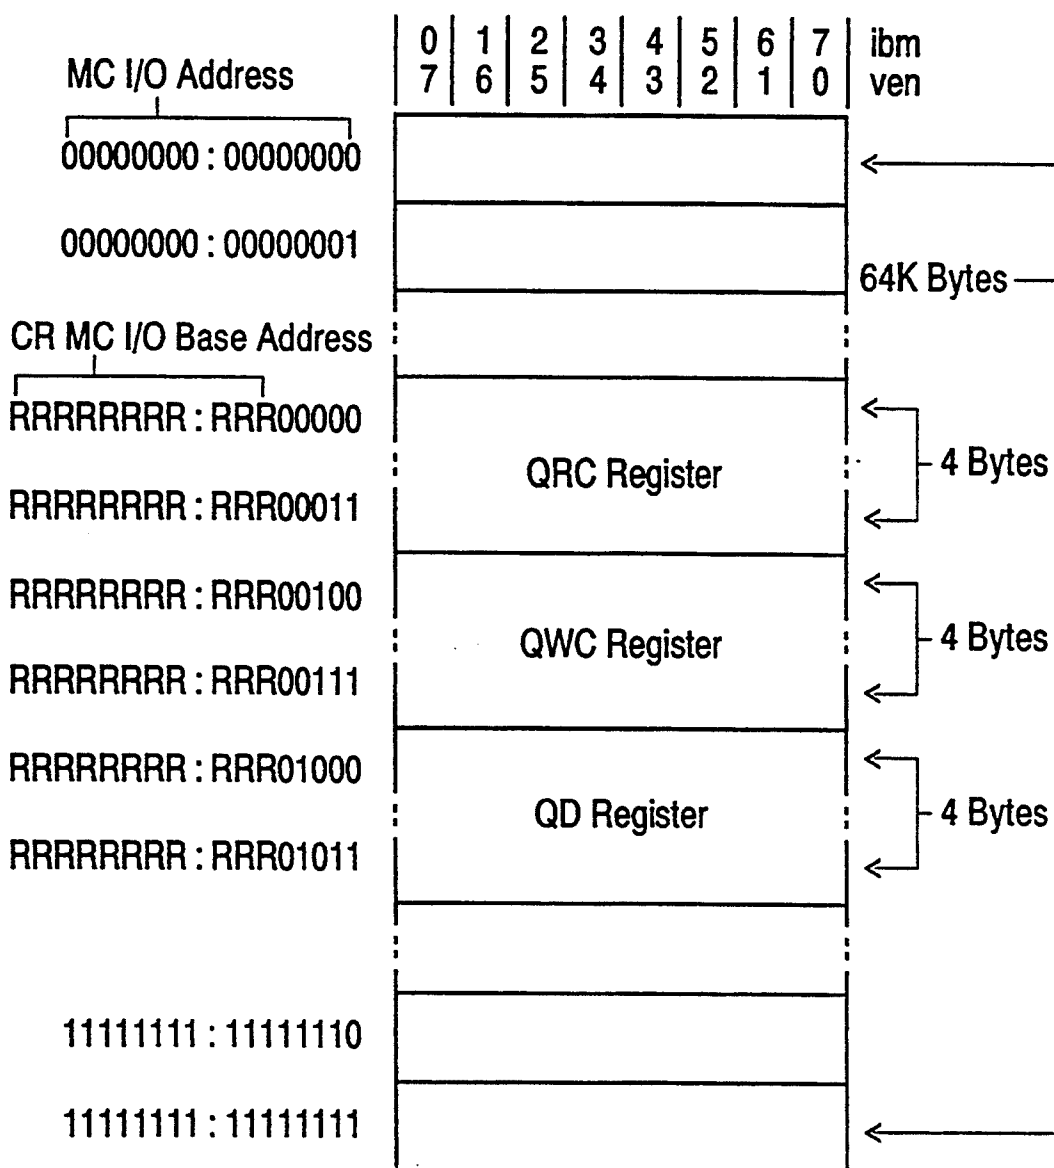 0 1 2 3 4 5 6 7 ibm
7 6 5 4 3 2 1 0 ven
MC I/O Address
00000000 : 00000000
00000000 : 00000001
64K Bytes
CR MC I/O Base Address
RRRRRRRR : RRR00000
QRC Register
4 Bytes
RRRRRRRR : RRR00011
RRRRRRRR : RRR00100
QWC Register
4 Bytes
RRRRRRRR : RRR00111
RRRRRRRR : RRR01000
QD Register
4 Bytes
RRRRRRRR : RRR01011
11111111 : 11111110
11111111 : 11111111